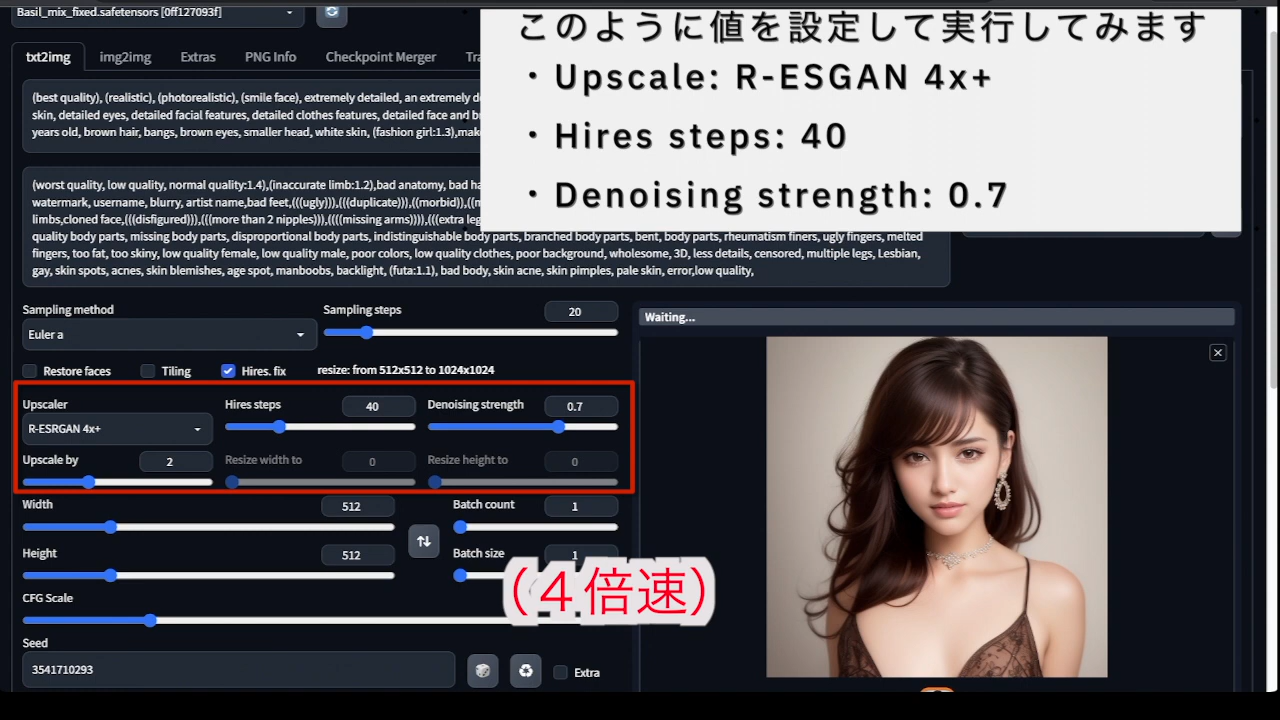 Basil_mix_fixed.safetensors [0ff127093f]
このように値を設定して実行してみます
・Upscale: R-ESGAN 4x+
・Hires steps: 40
・Denoising strength: 0.7
txt2img img2img Extras PNG Info Checkpoint Merger
(best quality), (realistic), (photorealistic), (smile face), extremely detailed, an extremely
skin, detailed eyes, detailed facial features, detailed clothes features, detailed face and
years old, brown hair, bangs, brown eyes, smaller head, white skin, (fashion girl:1.3),
(worst quality, low quality, normal quality:1.4),(inaccurate limb:1.2),bad anatomy, bad
watermark, username, blurry, artist name,bad feet,(((ugly))),(((duplicate))),((morbid)),
limbs,cloned face,(((disfigured))),(((more than 2 nipples))),((((missing arms)))),(((extra
quality body parts, missing body parts, disproportional body parts, indistinguishable body parts, branched body parts, bent, body parts, rheumatism finers, ugly fingers, melted
fingers, too fat, too skinny, low quality female, low quality male, poor colors, low quality clothes, poor background, wholesome, 3D, less details, censored, multiple legs, Lesbian,
gay, skin spots, acnes, skin blemishes, age spot, manboobs, backlight, (futa:1.1), bad body, skin acne, skin pimples, pale skin, error,low quality,
Sampling method Sampling steps 20
Euler a
Waiting...
Restore faces Tiling Hires. fix resize: from 512x512 to 1024x1024
Upscaler Hires steps 40 Denoising strength 0.7
R-ESRGAN 4x+
Upscale by 2 Resize width to 0 Resize height to 0
Width 512 Batch count 1
Height 512 Batch size 1
（4倍速）
CFG Scale
Seed
3541710293
Extra